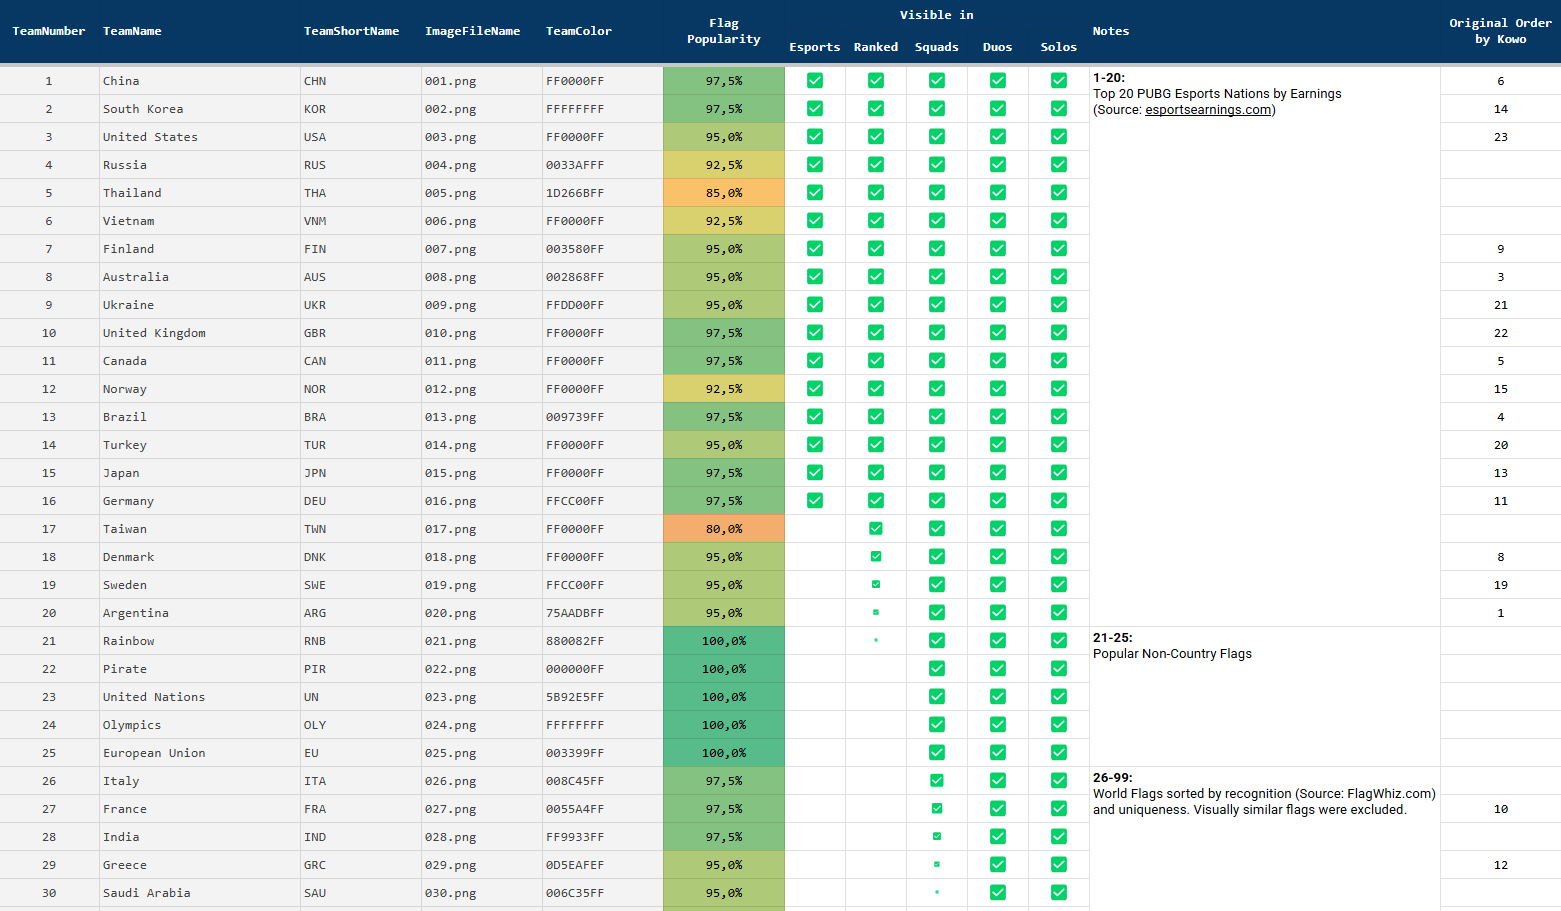 TeamNumber TeamName TeamShortName ImageFileName TeamColor Flag Popularity Visible in Esports Ranked Squads Duos Solos Notes Original Order by Kowo
1 China CHN 001.png FF0000FF 97,5% 1-20: 6
Top 20 PUBG Esports Nations by Earnings
2 South Korea KOR 002.png FFFFFFFF 97,5% (Source: esportsearnings.com) 14
3 United States USA 003.png FF0000FF 95,0% 23
4 Russia RUS 004.png 0033AFFF 92,5%
5 Thailand THA 005.png 1D266BFF 85,0%
6 Vietnam VNM 006.png FF0000FF 92,5%
7 Finland FIN 007.png 003580FF 95,0% 9
8 Australia AUS 008.png 002868FF 95,0% 3
9 Ukraine UKR 009.png FFDD00FF 95,0% 21
10 United Kingdom GBR 010.png FF0000FF 97,5% 22
11 Canada CAN 011.png FF0000FF 97,5% 5
12 Norway NOR 012.png FF0000FF 92,5% 15
13 Brazil BRA 013.png 009739FF 97,5% 4
14 Turkey TUR 014.png FF0000FF 95,0% 20
15 Japan JPN 015.png FF0000FF 97,5% 13
16 Germany DEU 016.png FFCC00FF 97,5% 11
17 Taiwan TWN 017.png FF0000FF 80,0%
18 Denmark DNK 018.png FF0000FF 95,0% 8
19 Sweden SWE 019.png FFCC00FF 95,0% 19
20 Argentina ARG 020.png 75AADBFF 95,0% 1
21 Rainbow RNB 021.png 880082FF 100,0% 21-25:
Popular Non-Country Flags
22 Pirate PIR 022.png 000000FF 100,0%
23 United Nations UN 023.png 5B92E5FF 100,0%
24 Olympics OLY 024.png FFFFFFFF 100,0%
25 European Union EU 025.png 003399FF 100,0%
26 Italy ITA 026.png 008C45FF 97,5% 26-99:
World Flags sorted by recognition (Source: FlagWhiz.com)
27 France FRA 027.png 0055A4FF 97,5% and uniqueness. Visually similar flags were excluded. 10
28 India IND 028.png FF9933FF 97,5%
29 Greece GRC 029.png 0D5EAFEF 95,0% 12
30 Saudi Arabia SAU 030.png 006C35FF 95,0%